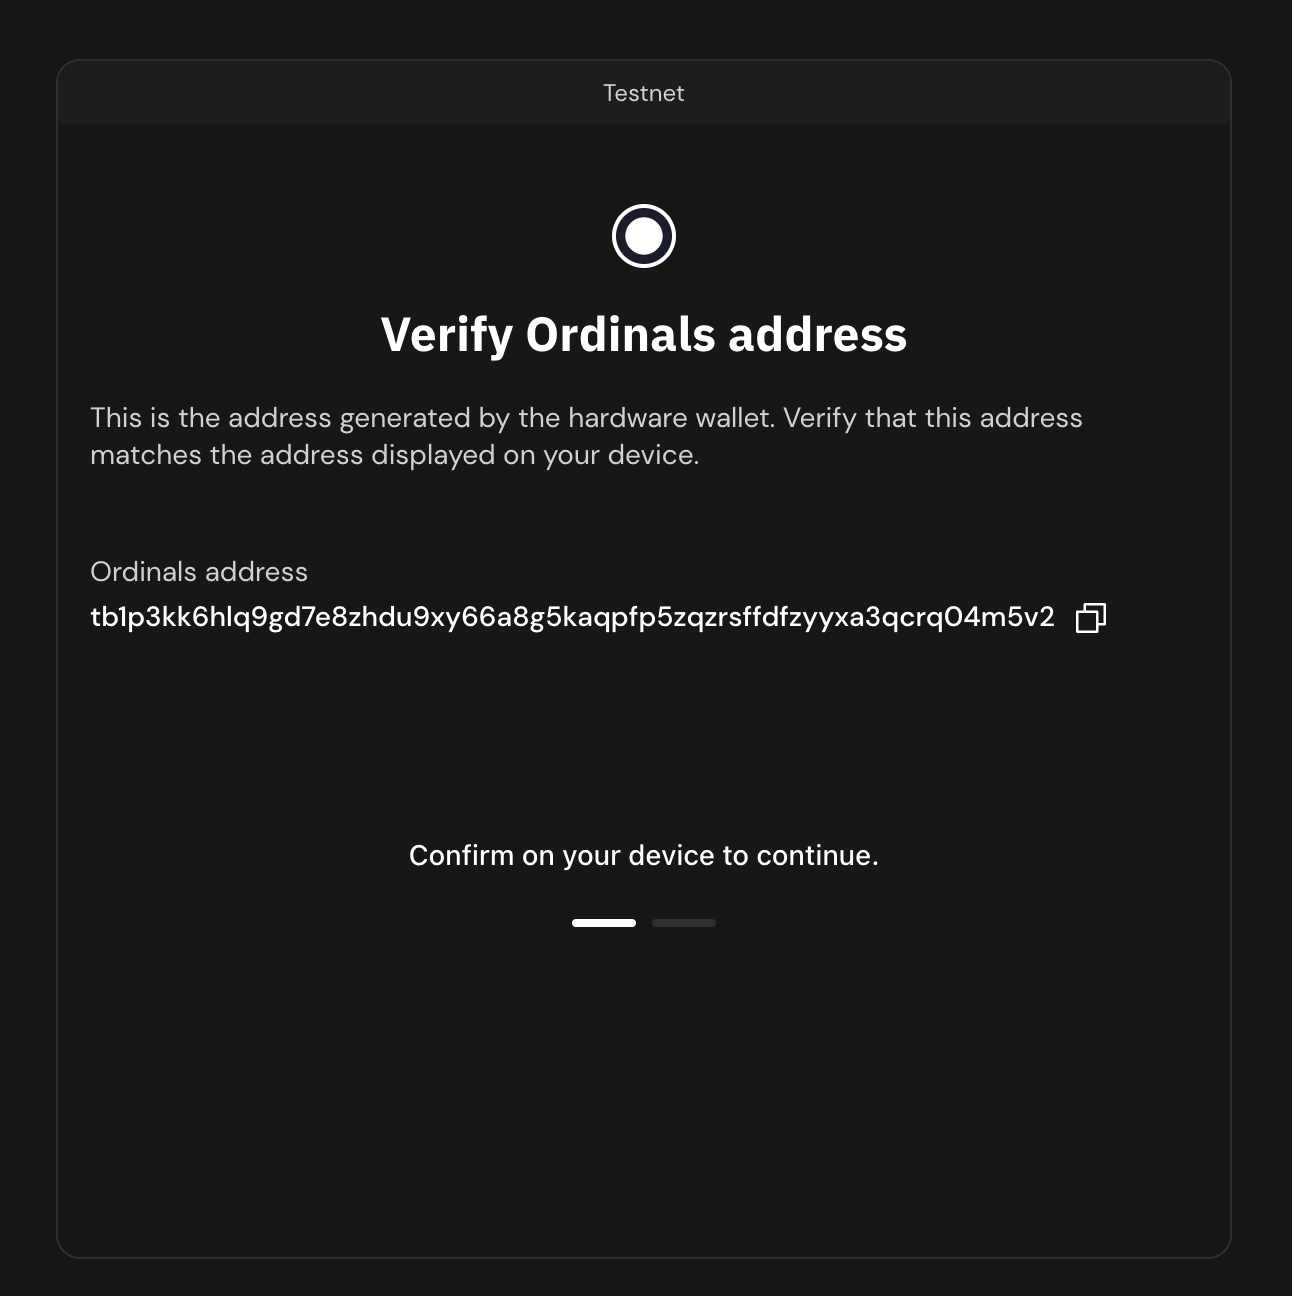 Testnet
Verify Ordinals address
This is the address generated by the hardware wallet. Verify that this address
matches the address displayed on your device.
Ordinals address
tb1p3kk6hlq9gd7e8zhdu9xy66a8g5kaqpfp5zqzrsffdfzyyxa3qcrq04m5v2
Confirm on your device to continue.